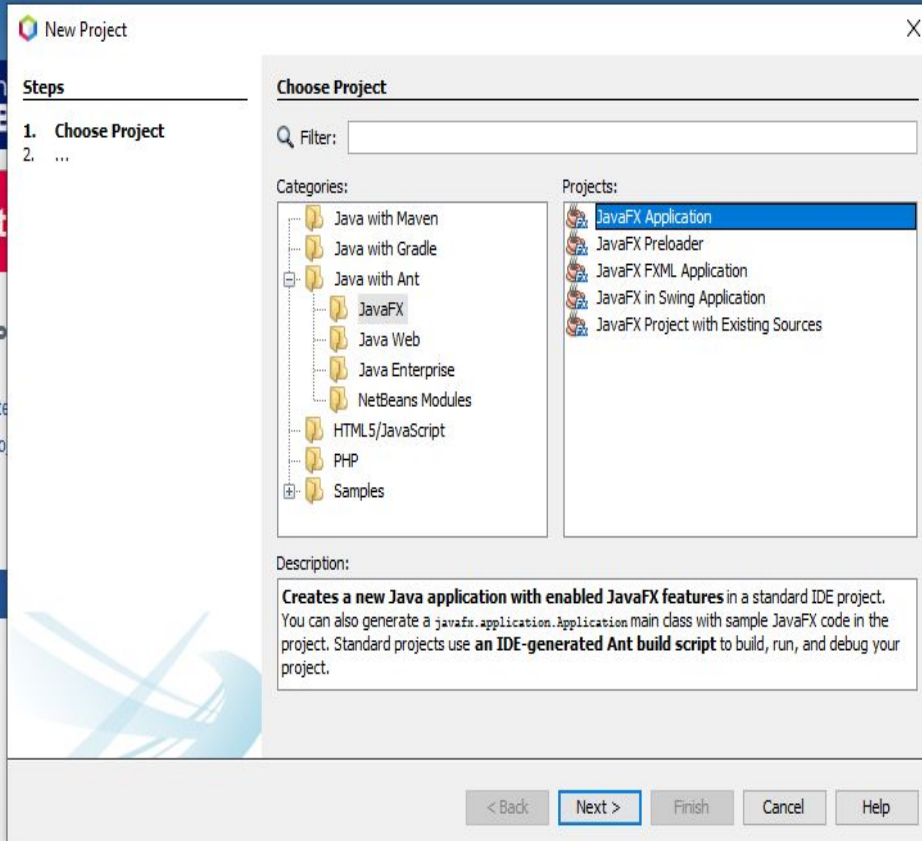 New Project
X
Steps
1. Choose Project
2. ...
Choose Project
Filter:
Categories:
Java with Maven
Java with Gradle
Java with Ant
JavaFX
Java Web
Java Enterprise
NetBeans Modules
HTML5/JavaScript
PHP
Samples
Projects:
JavaFX Application
JavaFX Preloader
JavaFX FXML Application
JavaFX in Swing Application
JavaFX Project with Existing Sources
Description:
Creates a new Java application with enabled JavaFX features in a standard IDE project.
You can also generate a javafx.application.Application main class with sample JavaFX code in the
project. Standard projects use an IDE-generated Ant build script to build, run, and debug your
project.
< Back
Next >
Finish
Cancel
Help